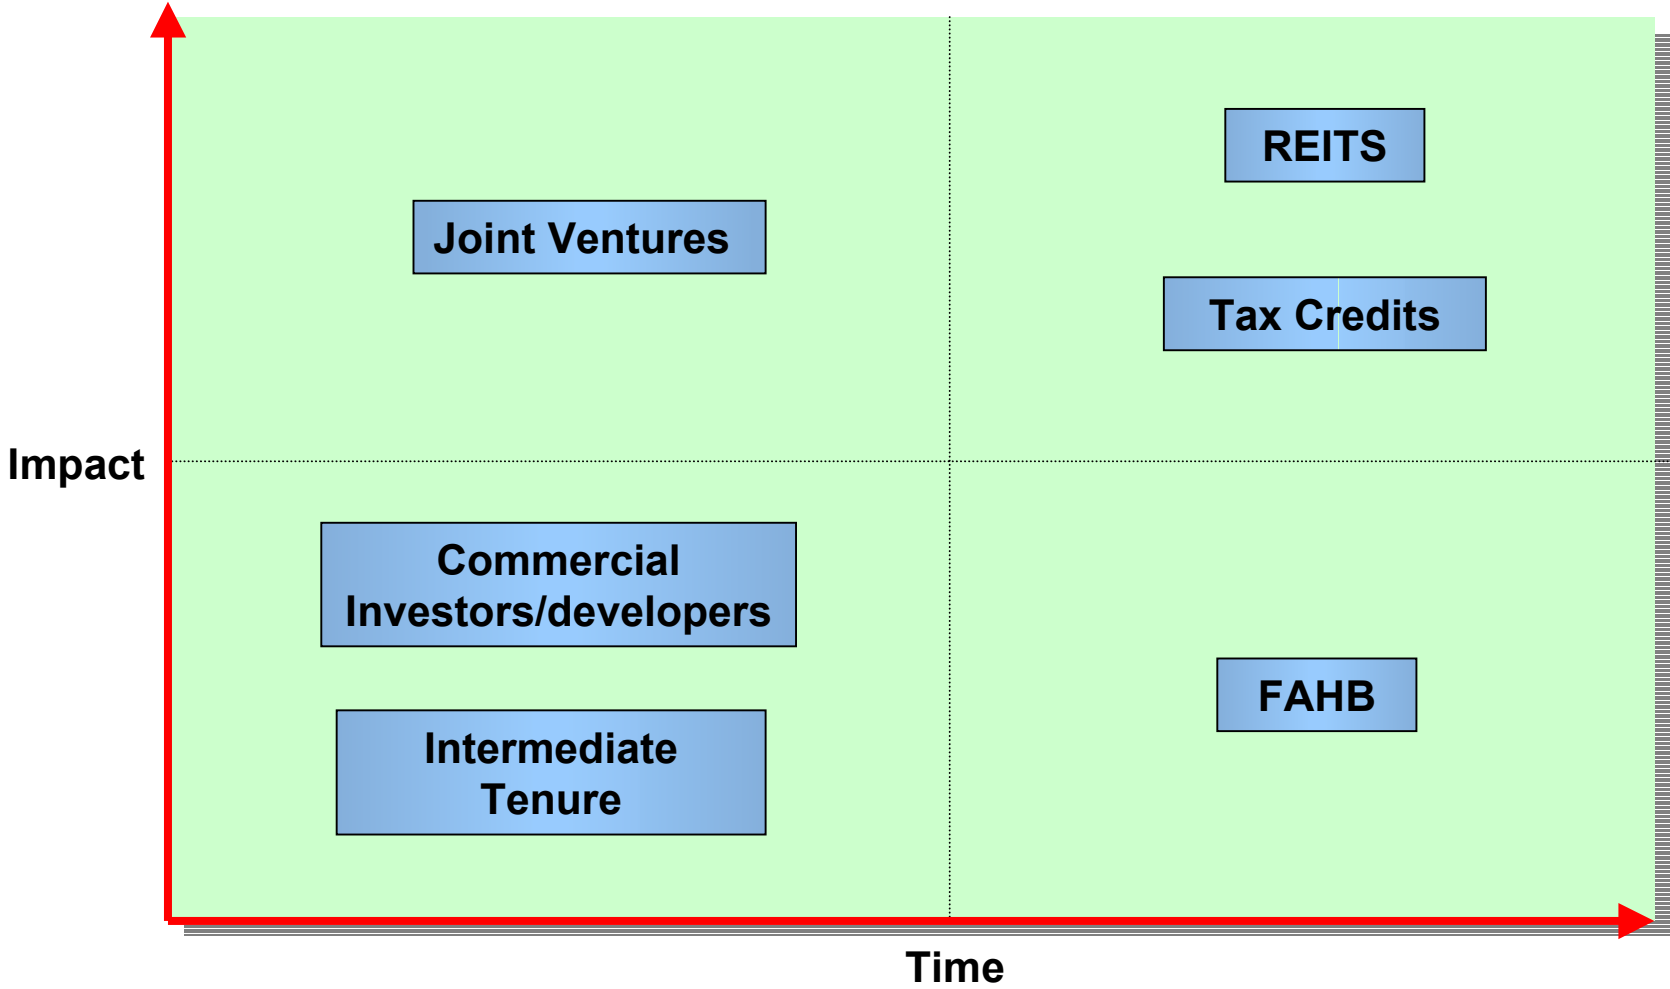 REITS
Joint Ventures
Tax Credits
Impact
Commercial
Investors/developers
FAHB
Intermediate
Tenure
Time